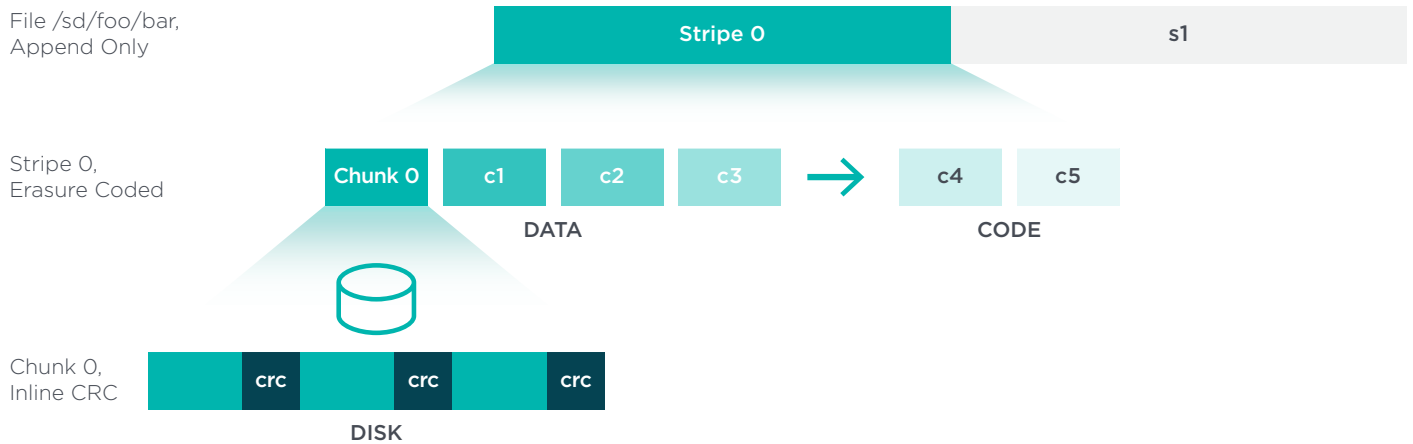 File /sd/foo/bar,
Append Only
Stripe 0
s1
Stripe 0,
Erasure Coded
Chunk 0
c1
c2
c3
c4
c5
DATA
CODE
Chunk 0,
Inline CRC
crc
crc
crc
DISK